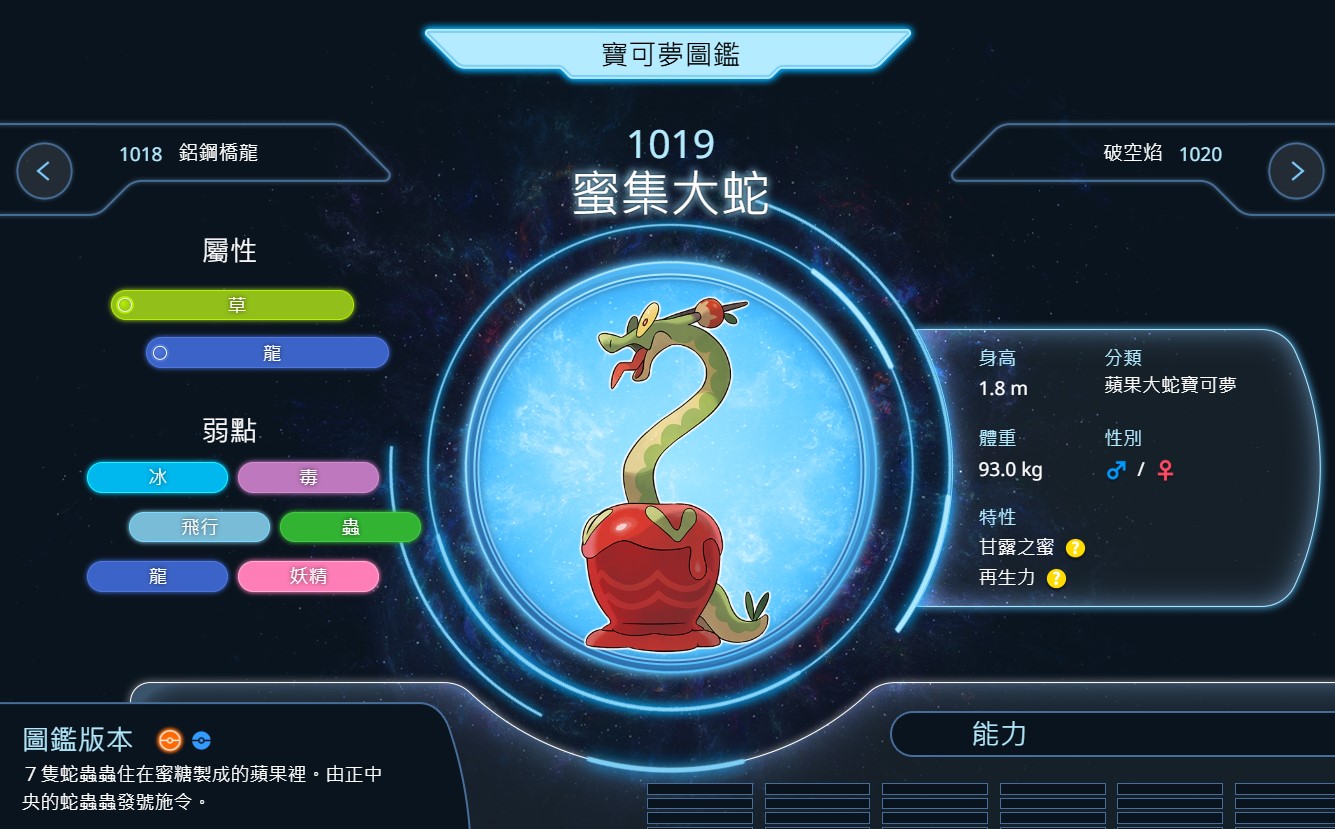 寶可夢圖鑑
1018 鋁鋼橋龍
1019
蜜集大蛇
破空焰 1020
屬性
草
龍
弱點
冰 毒
飛行 蟲
龍 妖精
身高
1.8 m
分類
蘋果大蛇寶可夢
體重
93.0 kg
性別
♂ / ♀
特性
甘露之蜜 ?
再生力 ?
圖鑑版本
７隻蛇蟲蟲住在蜜糖製成的蘋果裡。由正中
央的蛇蟲蟲發號施令。
能力